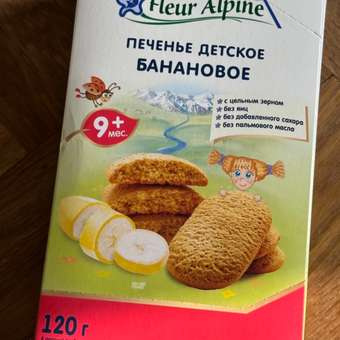 Fleur Alpine
ПЕЧЕНЬЕ ДЕТСКОЕ
БАНАНОВОЕ
• с цельным зерном
• без яиц
• без добавленного сахара
• без пальмового масла
9+
мес.
120 г